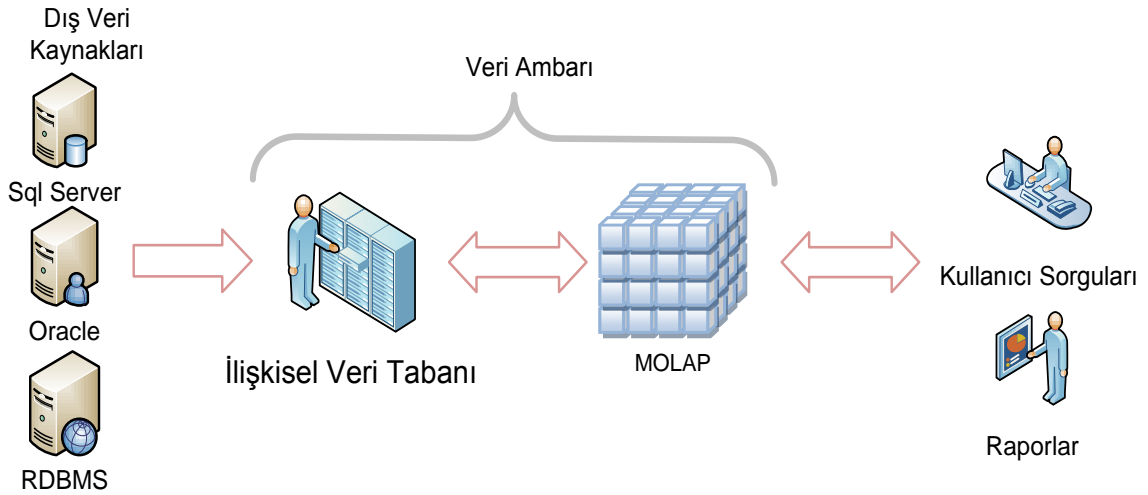 Dış Veri
Kaynakları
Sql Server
Oracle
RDBMS
Veri Ambarı
İlişkisel Veri Tabanı
MOLAP
Kullanıcı Sorguları
Raporlar